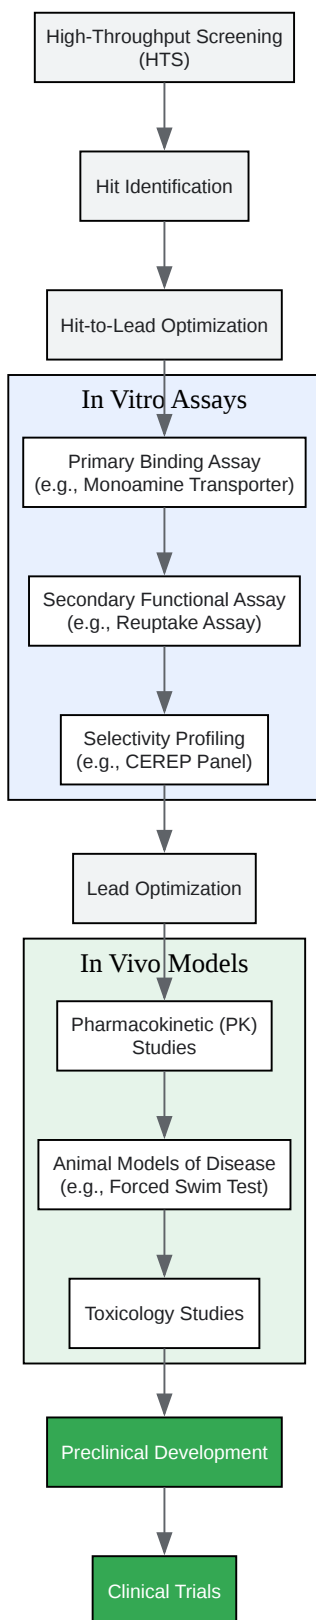 High-Throughput Screening
(HTS)
Hit Identification
Hit-to-Lead Optimization
In Vitro Assays
Primary Binding Assay
(e.g., Monoamine Transporter)
Secondary Functional Assay
(e.g., Reuptake Assay)
Selectivity Profiling
(e.g., CEREP Panel)
Lead Optimization
In Vivo Models
Pharmacokinetic (PK)
Studies
Animal Models of Disease
(e.g., Forced Swim Test)
Toxicology Studies
Preclinical Development
Clinical Trials